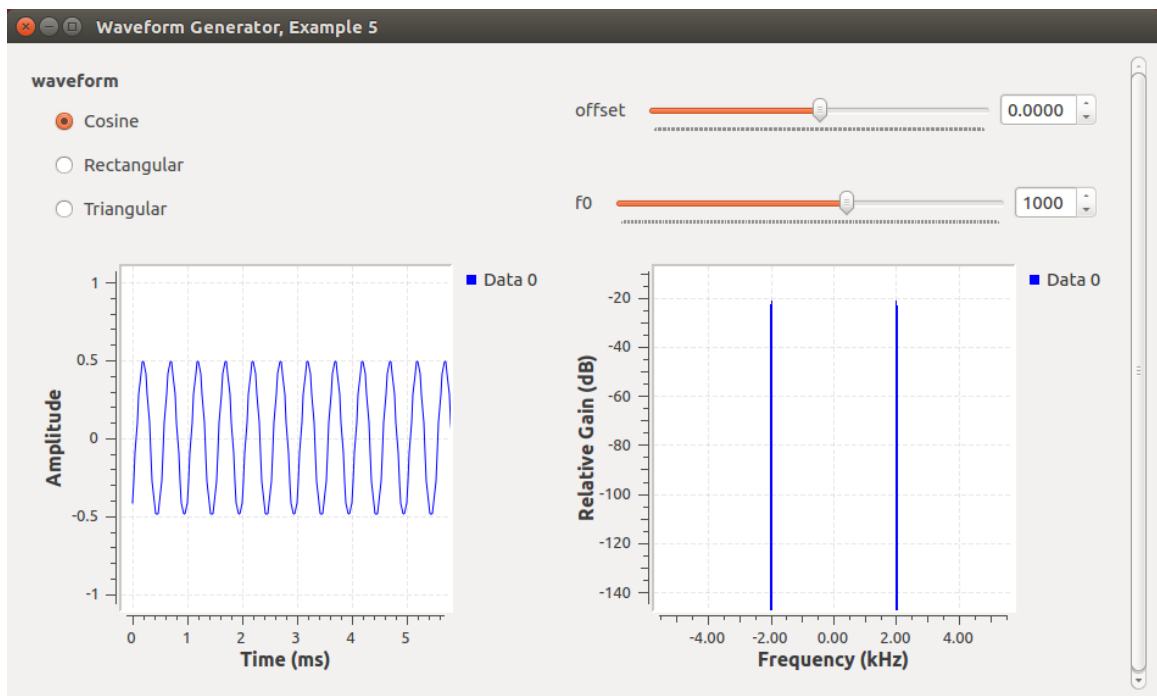 Waveform Generator, Example 5
waveform
Cosine
Rectangular
Triangular
offset 0.0000
f0 1000
Data 0
1
0.5
0
-0.5
-1
Amplitude
0 1 2 3 4 5
Time (ms)
Data 0
-20
-40
-60
-80
-100
-120
-140
Relative Gain (dB)
-4.00 -2.00 0.00 2.00 4.00
Frequency (kHz)